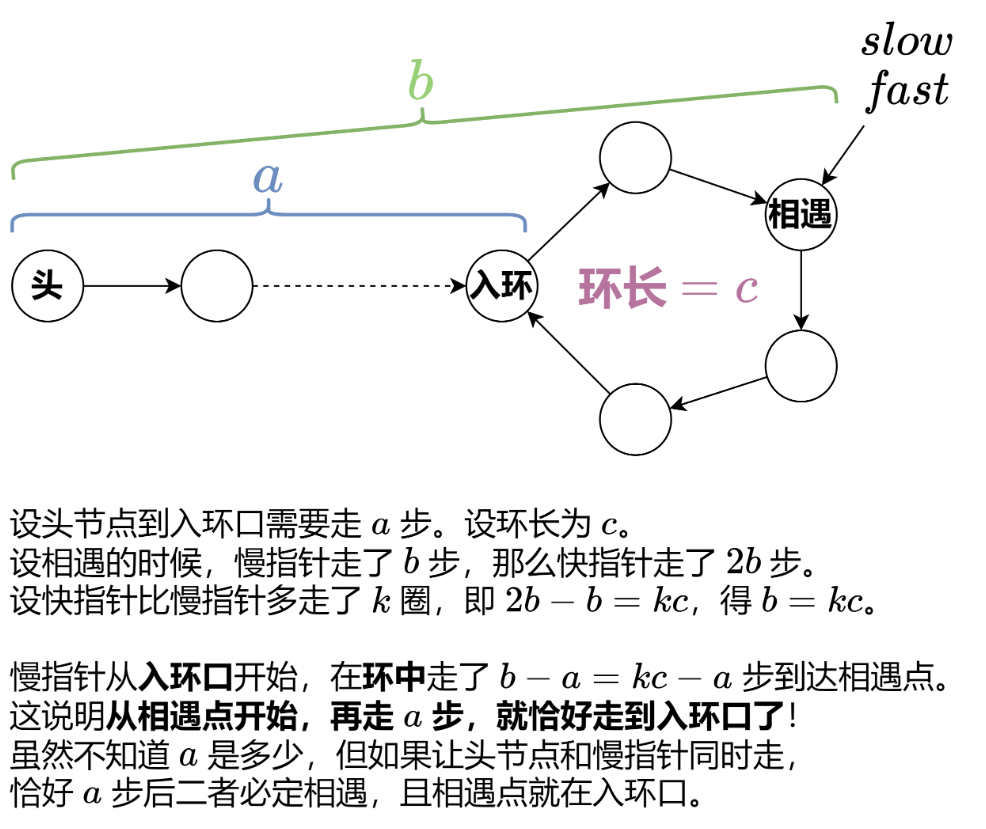 slow
fast
b
a
头
入环
相遇
环长 = c
设头节点到入环口需要走 a 步。设环长为 c。
设相遇的时候，慢指针走了 b 步，那么快指针走了 2b 步。
设快指针比慢指针多走了 k 圈，即 2b − b = kc，得 b = kc。
慢指针从入环口开始，在环中走了 b − a = kc − a 步到达相遇点。
这说明从相遇点开始，再走 a 步，就恰好走到入环口了！
虽然不知道 a 是多少，但如果让头节点和慢指针同时走，
恰好 a 步后二者必定相遇，且相遇点就在入环口。